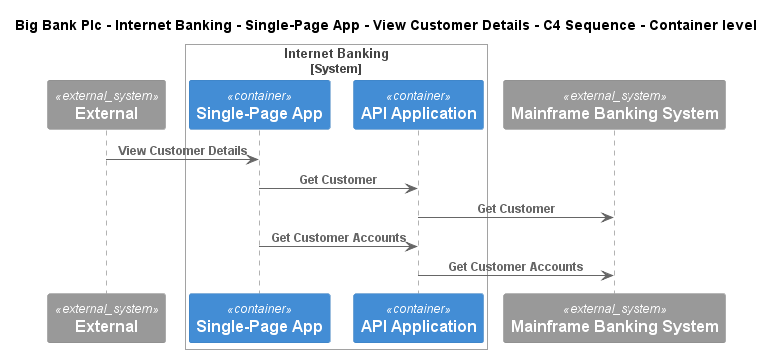 Big Bank Plc - Internet Banking - Single-Page App - View Customer Details - C4 Sequence - Container level
Internet Banking
[System]
«external_system»
External
«container»
Single-Page App
«container»
API Application
«external_system»
Mainframe Banking System
View Customer Details
Get Customer
Get Customer
Get Customer Accounts
Get Customer Accounts
«external_system»
External
«container»
Single-Page App
«container»
API Application
«external_system»
Mainframe Banking System